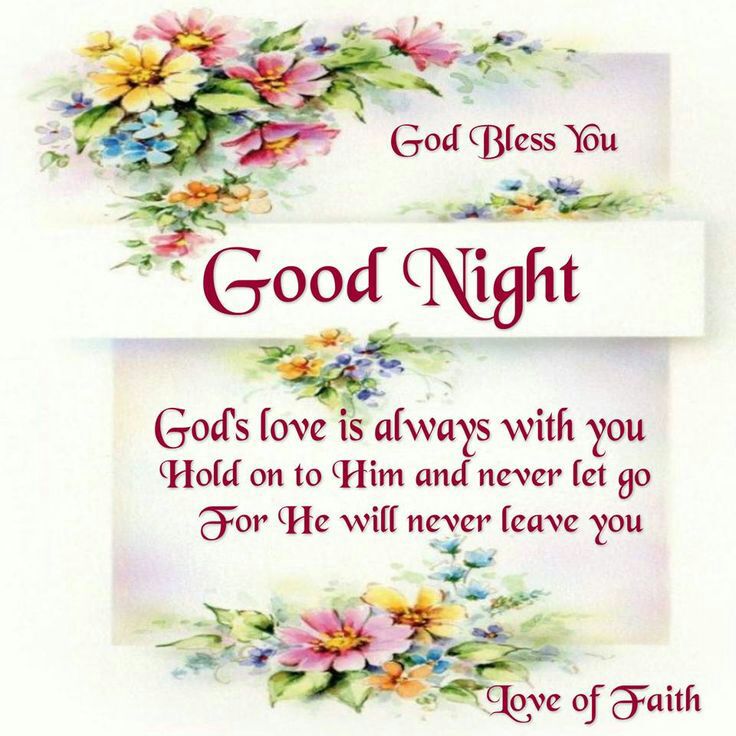 God Bless You
Good Night
God's love is always with you
Hold on to Him and never let go
For He will never leave you
Love of Faith